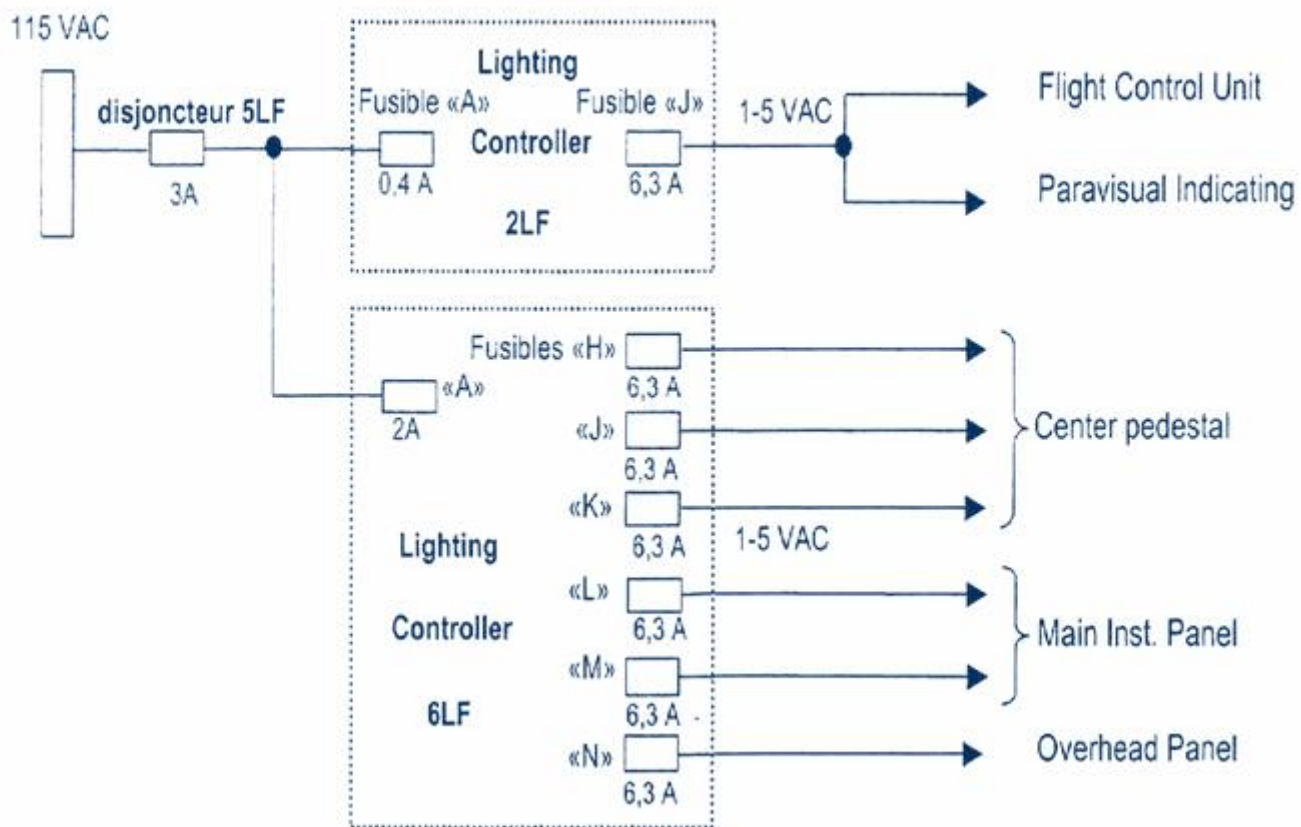 115 VAC
disjoncteur 5LF
3A
Lighting
Fusible «A»
Fusible «J»
Controller
0,4 A
6,3 A
2LF
1-5 VAC
Flight Control Unit
Paravisual Indicating
Fusibles «H»
6,3 A
«A»
2A
«J»
6,3 A
«K»
6,3 A
Center pedestal
1-5 VAC
Lighting
Controller
6LF
«L»
6,3 A
«M»
6,3 A
Main Inst. Panel
«N»
6,3 A
Overhead Panel